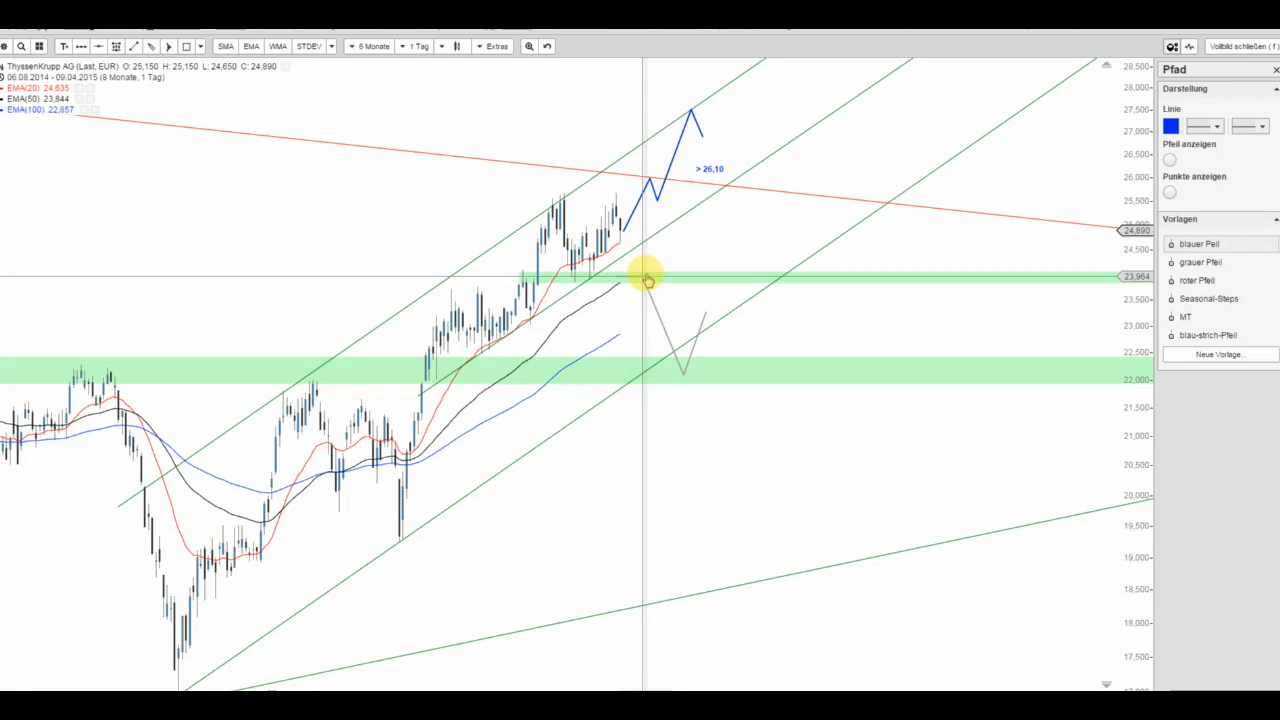 T+
SMA EMA WMA STDEV
6 Monate
1 Tag
Extras
Vollbild schließen ( f )
ThyssenKrupp AG (Last, EUR) O: 25,150 H: 25,150 L: 24,650 C: 24,890
06.08.2014 - 09.04.2015 (8 Monate, 1 Tag)
EMA(20) 24,635
EMA(50) 23,844
EMA(100) 22,857
> 26,10
28,500
28,000
27,500
27,000
26,500
26,000
25,500
24,890
24,500
23,964
23,500
23,000
22,500
22,000
21,500
21,000
20,500
20,000
19,500
19,000
18,500
18,000
17,500
Pfad
Darstellung
Linie
Pfeil anzeigen
Punkte anzeigen
Vorlagen
blauer Peil
grauer Pfeil
roter Pfeil
Seasonal-Steps
MT
blau-strich-Pfeil
Neue Vorlage...